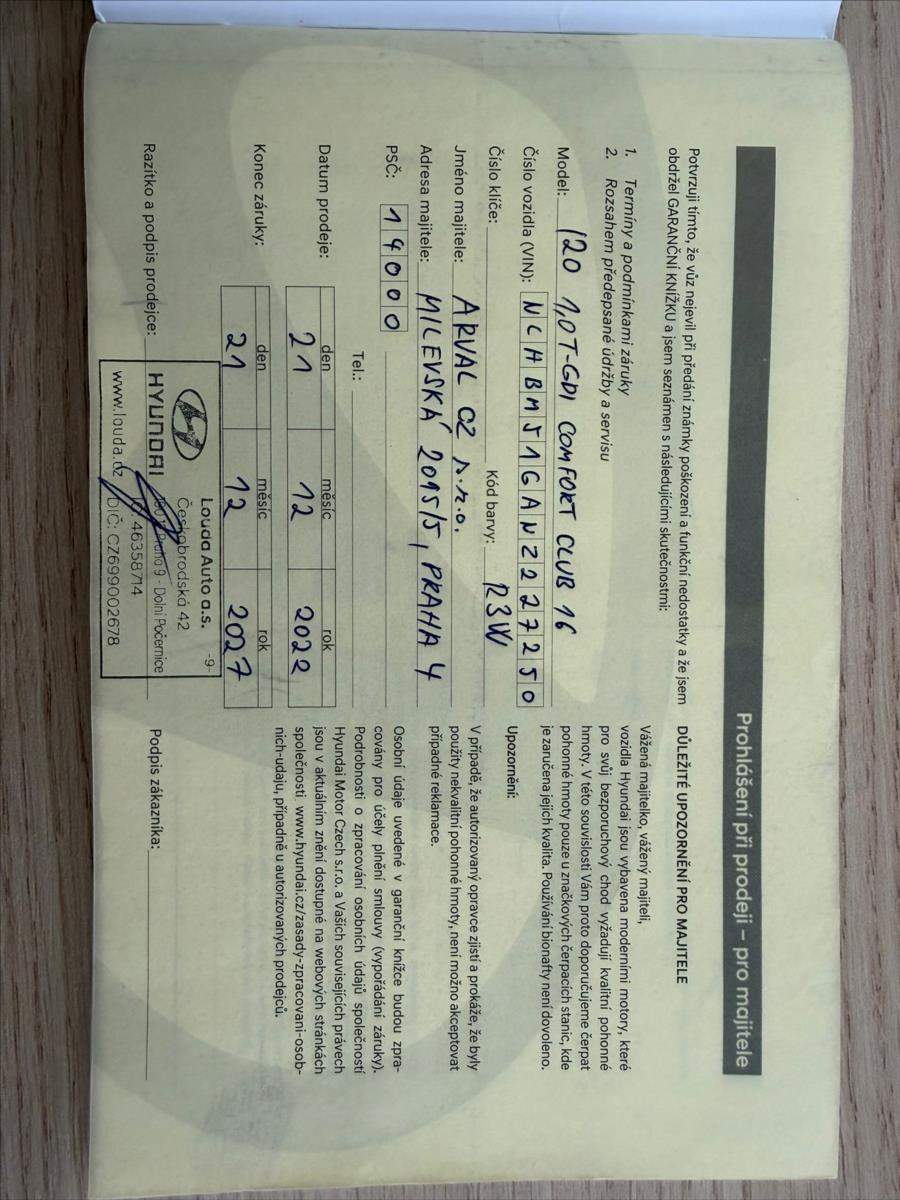 Prohlášení při prodeji – pro majitele
Potvrzuji tímto, že vůz nejevil při předání známky poškození a funkční nedostatky a že jsem
obdržel GARANČNÍ KNÍŽKU a jsem seznámen s následujícími skutečnostmi:
1. Termíny a podmínkami záruky
2. Rozsahem předepsané údržby a servisu
Model: I20 1,0T-GDI COMFORT CLUB 16
Číslo vozidla (VIN): NLHBM51GANZ227250
Číslo klíče: Kód barvy: R3W
Jméno majitele: ARVAL CZ s.r.o.
Adresa majitele: MILEVSKÁ 2095/5, PRAHA 4
PSČ: 14000
Tel.:
den měsíc rok
Datum prodeje: 21 12 2022
den měsíc rok
Konec záruky: 21 12 2027
Razítko a podpis prodejce:
Louda Auto a.s. -9-
Českobrodská 42
HYUNDAI Praha 9 - Dolní Počernice
46358714
www.louda.cz DIČ: CZ699002678
DŮLEŽITÉ UPOZORNĚNÍ PRO MAJITELE
Vážená majitelko, vážený majiteli,
vozidla Hyundai jsou vybavena moderními motory, které
pro svůj bezporuchový chod vyžadují kvalitní pohonné
hmoty. V této souvislosti Vám proto doporučujeme čerpat
pohonné hmoty pouze u značkových čerpacích stanic, kde
je zaručena jejich kvalita. Používání bionafty není dovoleno.
Upozornění:
V případě, že autorizovaný opravce zjistí a prokáže, že byly
použity nekvalitní pohonné hmoty, není možno akceptovat
případné reklamace.
Osobní údaje uvedené v garanční knížce budou zpra-
covány pro účely plnění smlouvy (vypořádání záruky).
Podrobnosti o zpracování osobních údajů společností
Hyundai Motor Czech s.r.o. a Vašich souvisejících právech
jsou v aktuálním znění dostupné na webových stránkách
společnosti www.hyundai.cz/zasady-zpracovani-osob-
nich-udaju, případně u autorizovaných prodejců.
Podpis zákazníka: